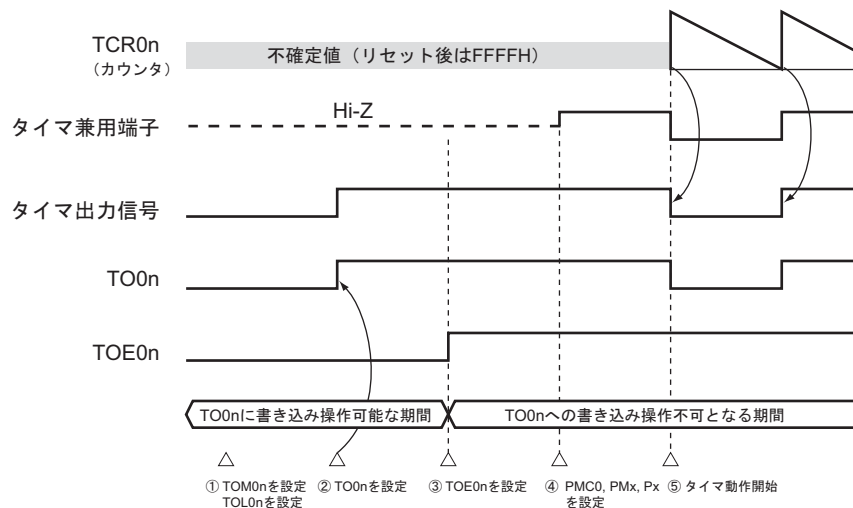 TCR0n
（カウンタ）
不確定値（リセット後はFFFFH）
タイマ兼用端子
Hi-Z
タイマ出力信号
TO0n
TOE0n
TO0nに書き込み操作可能な期間
TO0nへの書き込み操作不可となる期間
① TOM0nを設定
TOL0nを設定
② TO0nを設定
③ TOE0nを設定
④ PMC0, PMx, Px
を設定
⑤ タイマ動作開始